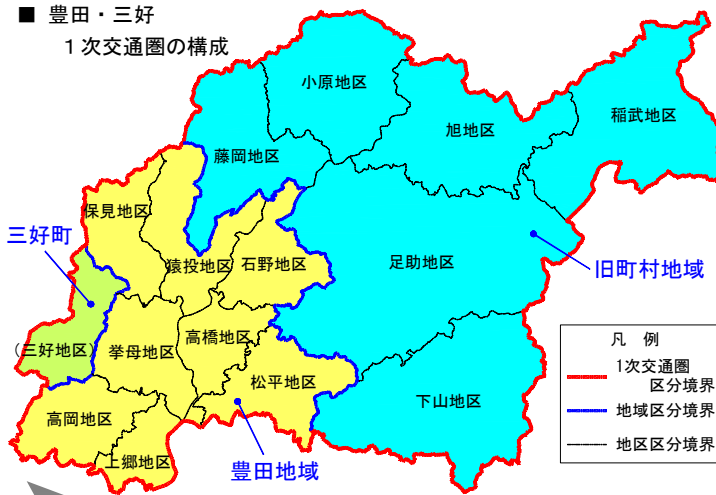 ■ 豊田・三好
1次交通圏の構成
小原地区
旭地区
稲武地区
藤岡地区
保見地区
三好町
猿投地区
石野地区
足助地区
旧町村地域
(三好地区)
挙母地区
高橋地区
松平地区
下山地区
高岡地区
上郷地区
豊田地域
凡 例
1次交通圏
区分境界
地域区分境界
地区区分境界